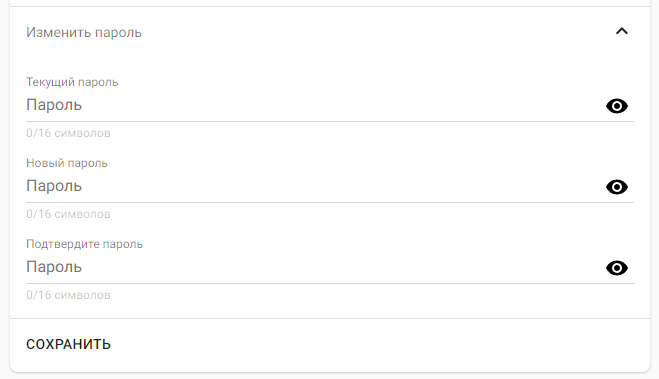 Изменить пароль
Текущий пароль
Пароль
0/16 символов
Новый пароль
Пароль
0/16 символов
Подтвердите пароль
Пароль
0/16 символов
СОХРАНИТЬ